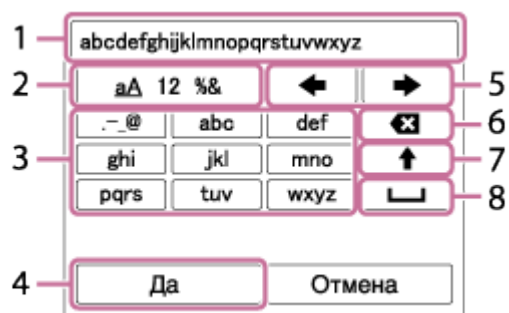 1 abcdefghijklmnopqrstuvwxyz
2 aA 12 %& 5
.-_@ abc def 6
3 ghi jkl mno 7
pqrs tuv wxyz 8
4 Да Отмена